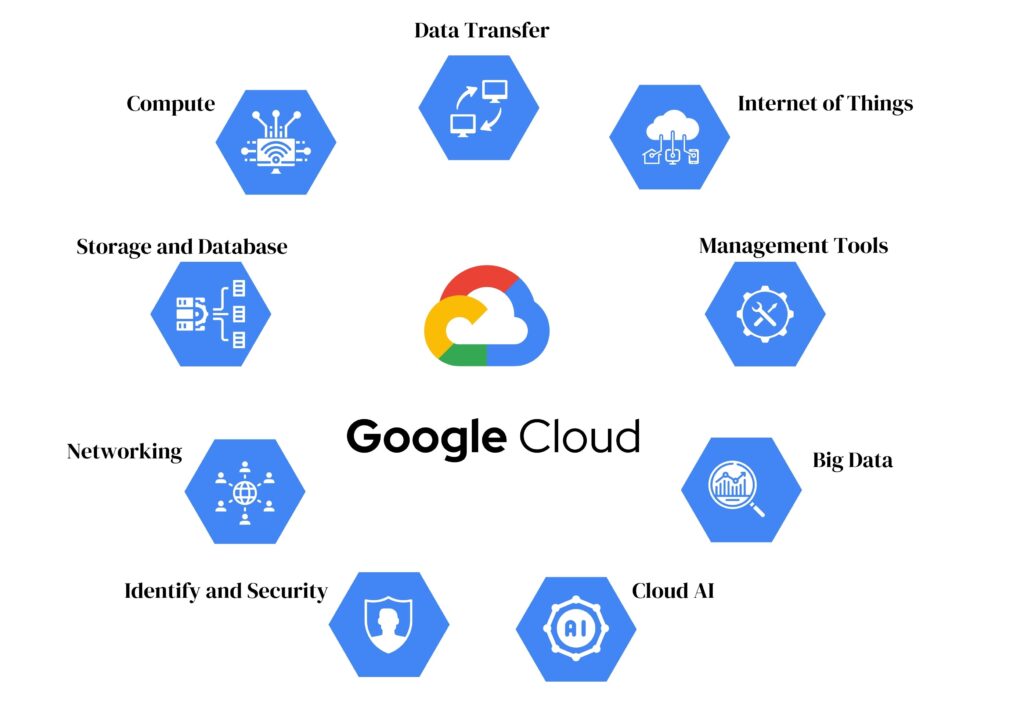 Data Transfer
Compute
Internet of Things
Storage and Database
Management Tools
Google Cloud
Networking
Big Data
Identify and Security
Cloud AI
AI